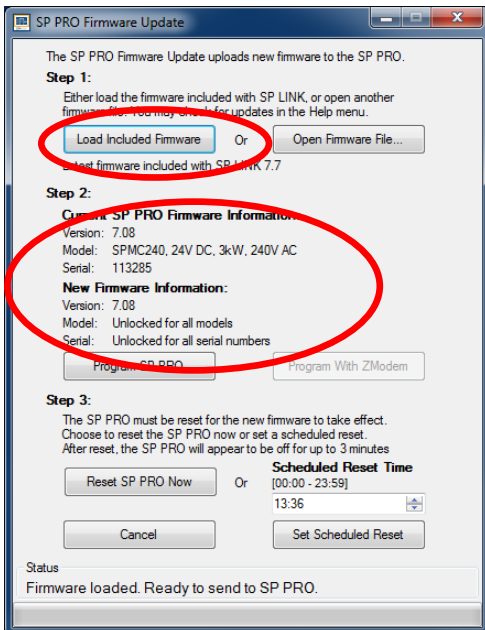 SP PRO Firmware Update
The SP PRO Firmware Update uploads new firmware to the SP PRO.
Step 1:
Either load the firmware included with SP LINK, or open another
firmware file. You may check for updates in the Help menu.
Load Included Firmware Or Open Firmware File...
Latest firmware included with SP LINK 7.7
Step 2:
Current SP PRO Firmware Information:
Version: 7.08
Model: SPMC240, 24V DC, 3kW, 240V AC
Serial: 113285
New Firmware Information:
Version: 7.08
Model: Unlocked for all models
Serial: Unlocked for all serial numbers
Program SP PRO Program With ZModem
Step 3:
The SP PRO must be reset for the new firmware to take effect.
Choose to reset the SP PRO now or set a scheduled reset.
After reset, the SP PRO will appear to be off for up to 3 minutes
Scheduled Reset Time
Reset SP PRO Now Or [00:00 - 23:59]
13:36
Cancel Set Scheduled Reset
Status
Firmware loaded. Ready to send to SP PRO.